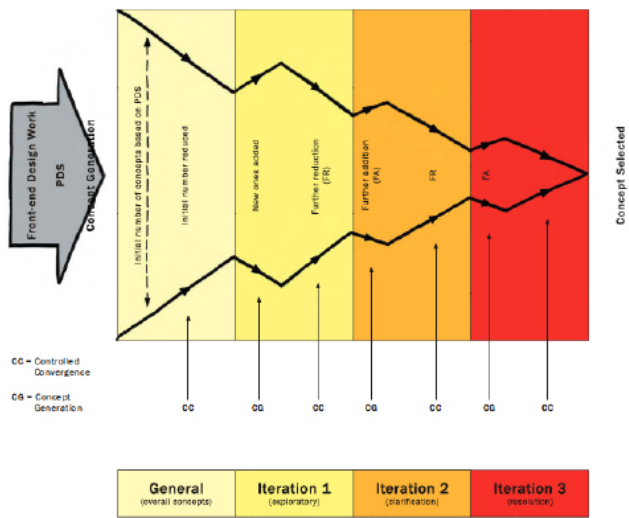 Front-end Design Work
PDS
Concept Generation
Initial number of concepts based on PDS
Initial number reduced
New ones added
Further reduction
(FR)
Further addition
(FA)
FR
FA
Concept Selected
CC = Controlled
Convergence
CG = Concept
Generation
CC
CG
CC
CG
CC
CG
CC
General
(overall concepts)
Iteration 1
(exploratory)
Iteration 2
(clarification)
Iteration 3
(resolution)